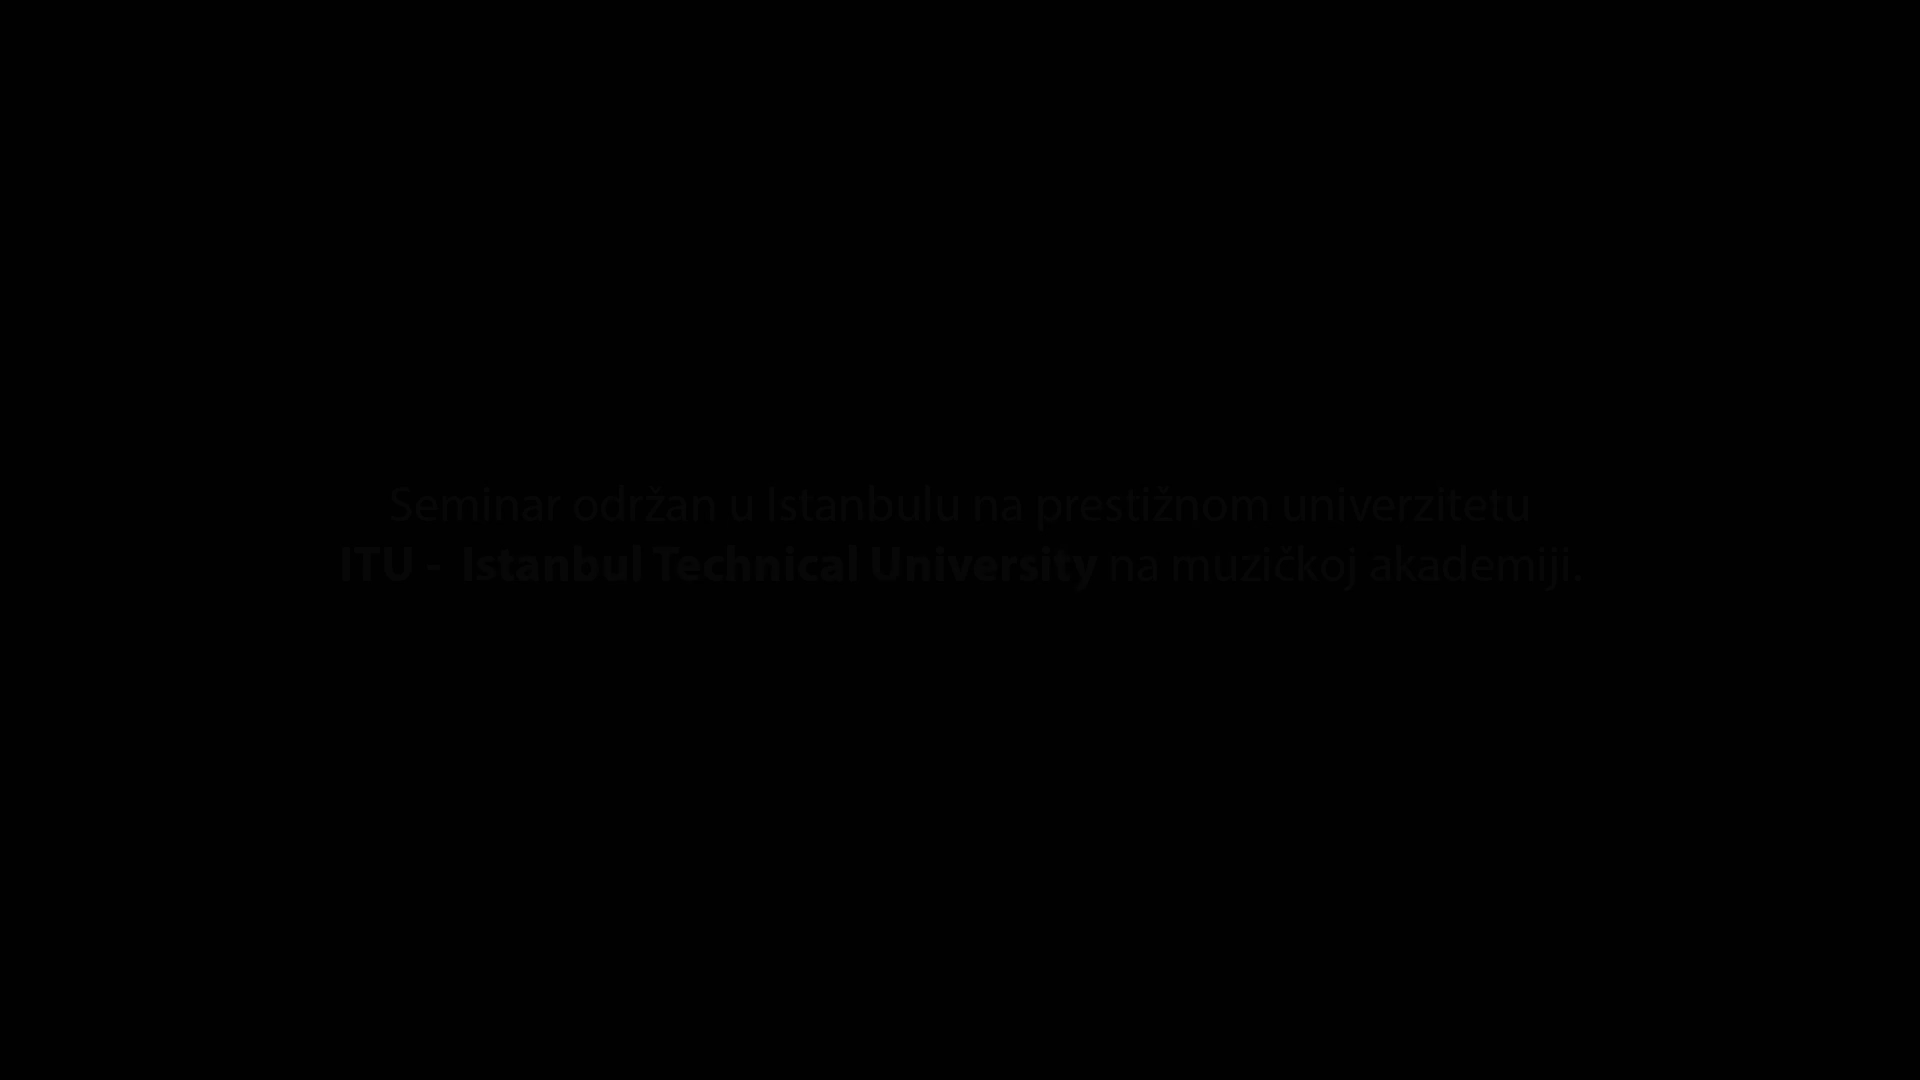 Seminar održan u Istanbulu na prestižnom univerzitetu
ITU -  Istanbul Technical University na muzičkoj akademiji.